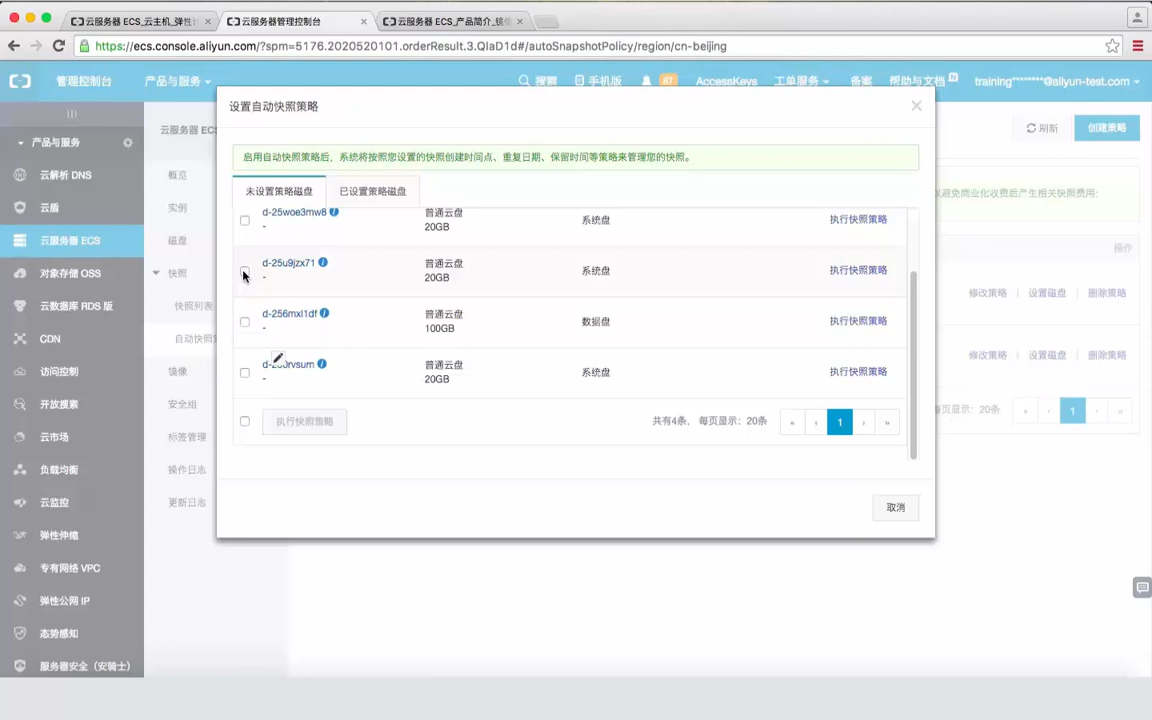 云服务器 ECS_云主机_弹性计
云服务器管理控制台
云服务器 ECS_产品简介_镜像
https://ecs.console.aliyun.com/?spm=5176.2020520101.orderResult.3.QIaD1d#/autoSnapshotPolicy/region/cn-beijing
管理控制台
产品与服务
搜索
手机版
67
AccessKeys
工单服务
备案
帮助与文档
training********@aliyun-test.com
产品与服务
云解析 DNS
云盾
云服务器 ECS
对象存储 OSS
云数据库 RDS 版
CDN
访问控制
开放搜索
云市场
负载均衡
云监控
弹性伸缩
专有网络 VPC
弹性公网 IP
态势感知
服务器安全（安骑士）
云服务器 ECS
概览
实例
磁盘
快照
快照列表
自动快照
镜像
安全组
标签管理
操作日志
更新日志
设置自动快照策略
启用自动快照策略后，系统将按照您设置的快照创建时间点、重复日期、保留时间等策略来管理您的快照。
未设置策略磁盘
已设置策略磁盘
d-25woe3mw8
-
普通云盘
20GB
系统盘
执行快照策略
d-25u9jzx71
-
普通云盘
20GB
系统盘
执行快照策略
d-256mxl1df
-
普通云盘
100GB
数据盘
执行快照策略
-
普通云盘
20GB
系统盘
执行快照策略
执行快照策略
共有4条， 每页显示：20条
« ‹ 1 › »
取消
刷新
创建策略
以避免商业化收费后产生相关快照费用；
操作
修改策略 | 设置磁盘 | 删除策略
修改策略 | 设置磁盘 | 删除策略
每页显示：20条
« ‹ 1 › »